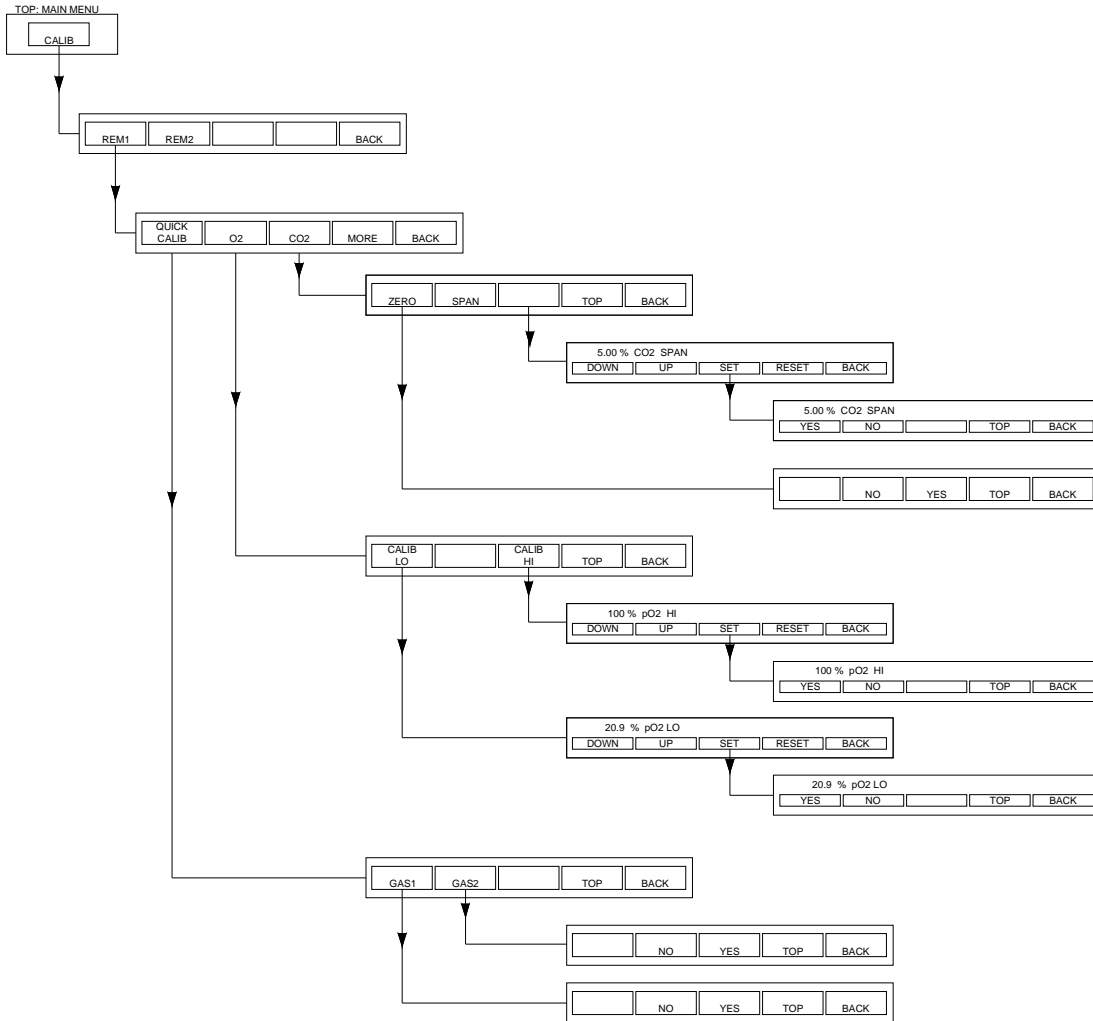 TOP: MAIN MENU
CALIB
REM1 REM2 BACK
QUICK CALIB O2 CO2 MORE BACK
ZERO SPAN TOP BACK
5.00 % CO2 SPAN
DOWN UP SET RESET BACK
5.00 % CO2 SPAN
YES NO TOP BACK
NO YES TOP BACK
CALIB LO CALIB HI TOP BACK
100 % pO2 HI
DOWN UP SET RESET BACK
100 % pO2 HI
YES NO TOP BACK
20.9 % pO2 LO
DOWN UP SET RESET BACK
20.9 % pO2 LO
YES NO TOP BACK
GAS1 GAS2 TOP BACK
NO YES TOP BACK
NO YES TOP BACK